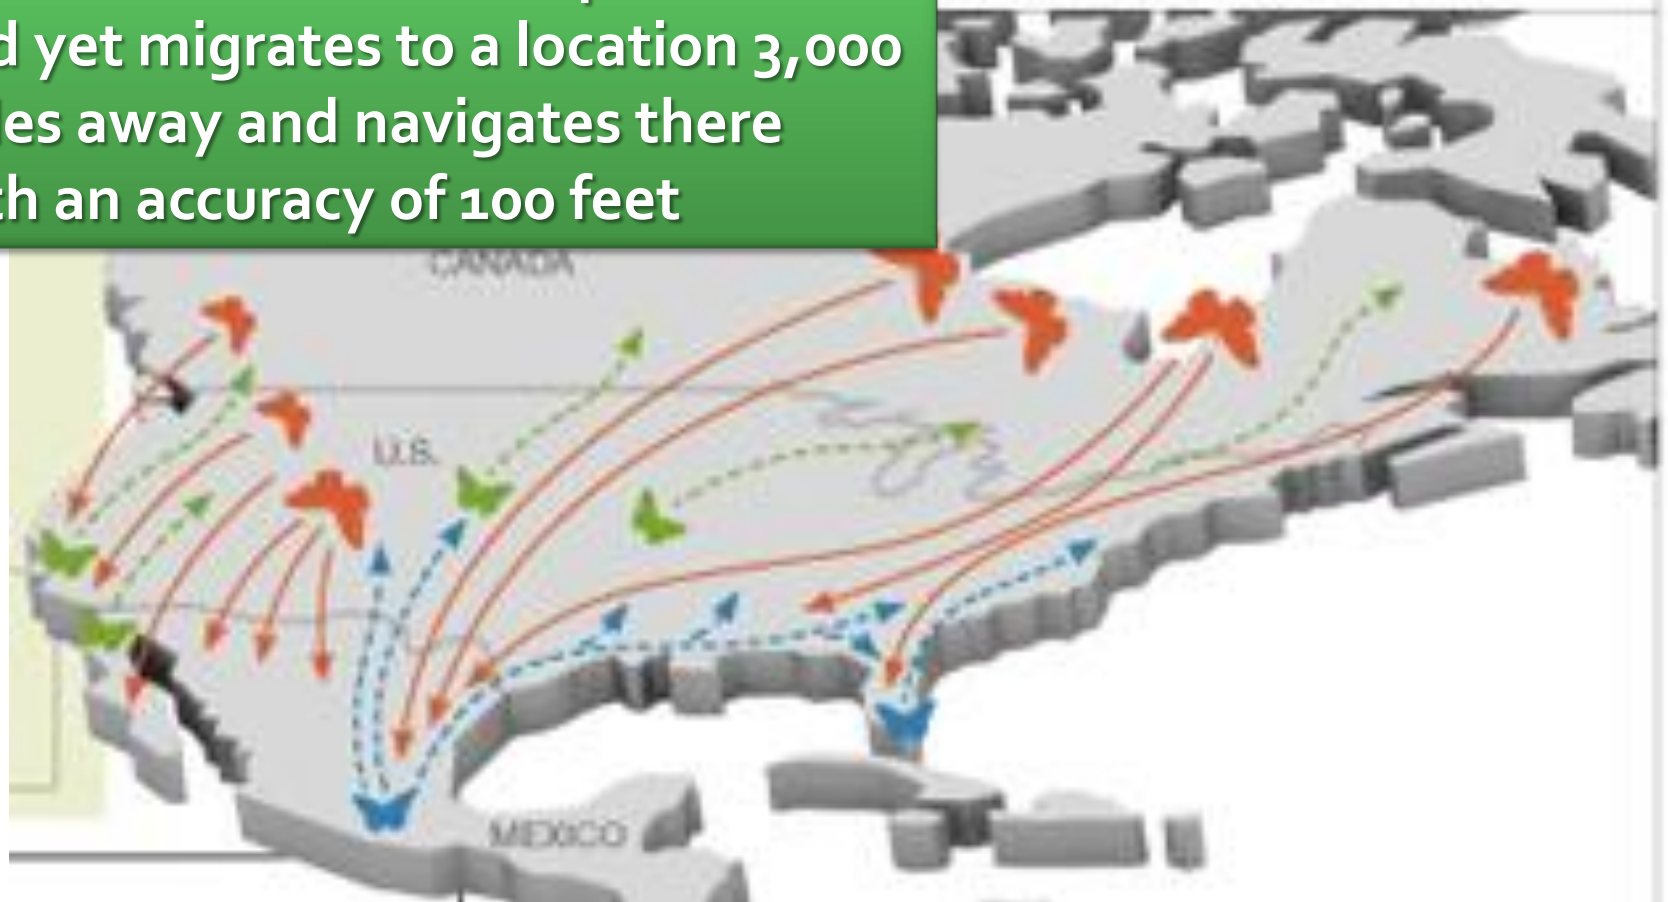 d yet migrates to a location 3,000
les away and navigates there
th an accuracy of 100 feet
CANADA
U.S.
MEXICO